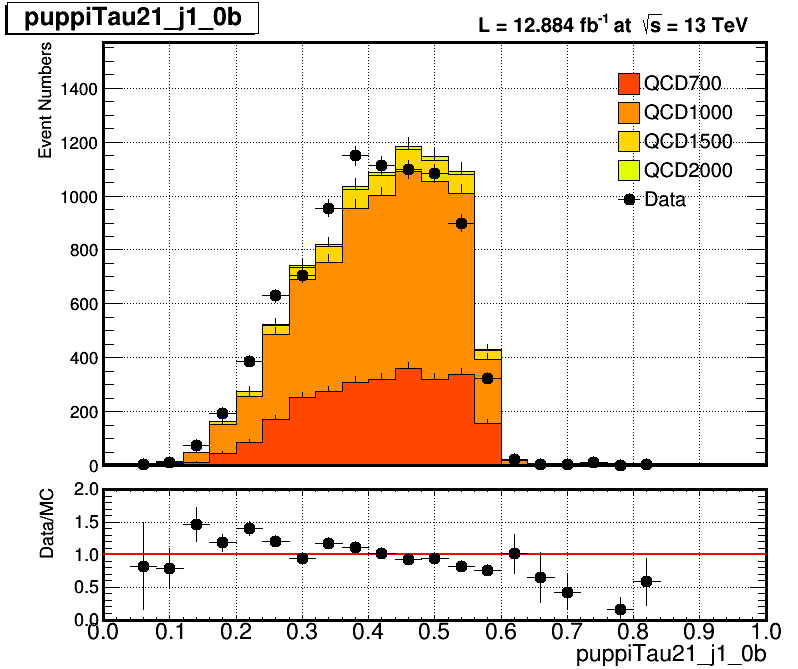 puppiTau21_j1_0b
L = 12.884 fb⁻¹ at √s = 13 TeV
Event Numbers
1400
1200
1000
800
600
400
200
0
QCD700
QCD1000
QCD1500
QCD2000
Data
Data/MC
2.0
1.5
1.0
0.5
0.0
0.0 0.1 0.2 0.3 0.4 0.5 0.6 0.7 0.8 0.9 1.0
puppiTau21_j1_0b